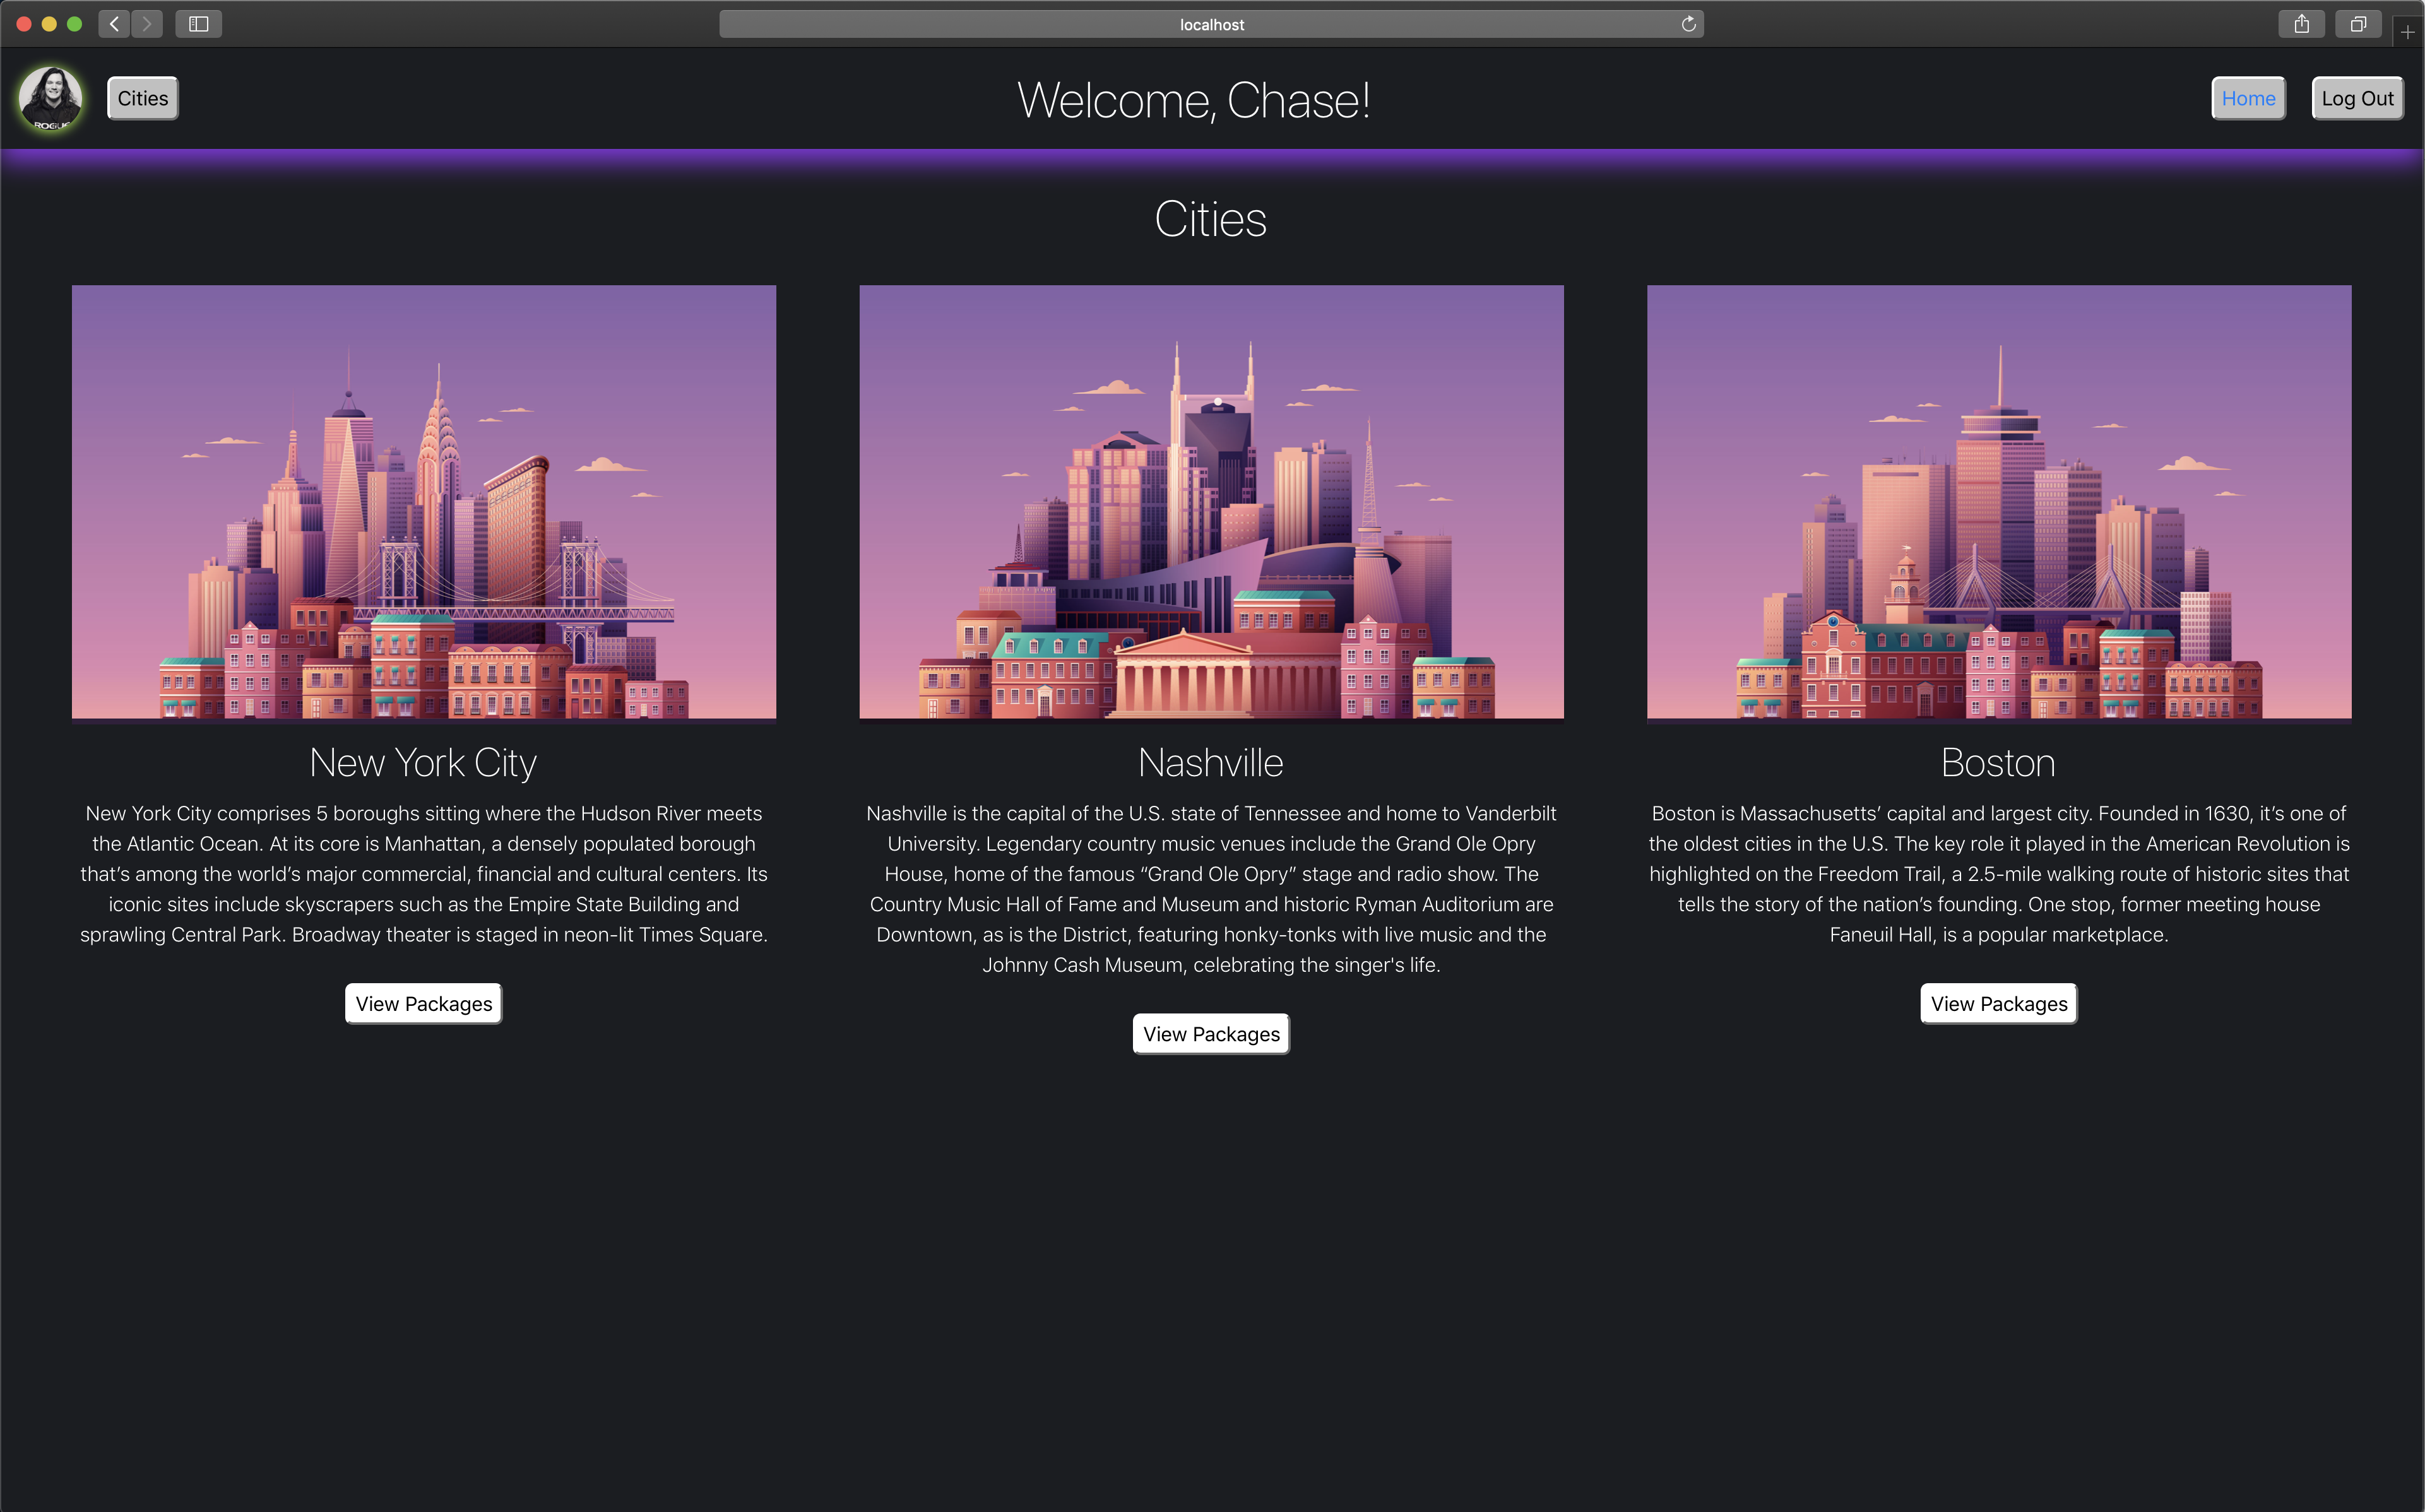 localhost
ROGUE
Cities
Welcome, Chase!
Home
Log Out
Cities
New York City
New York City comprises 5 boroughs sitting where the Hudson River meets
the Atlantic Ocean. At its core is Manhattan, a densely populated borough
that’s among the world’s major commercial, financial and cultural centers. Its
iconic sites include skyscrapers such as the Empire State Building and
sprawling Central Park. Broadway theater is staged in neon-lit Times Square.
View Packages
Nashville
Nashville is the capital of the U.S. state of Tennessee and home to Vanderbilt
University. Legendary country music venues include the Grand Ole Opry
House, home of the famous “Grand Ole Opry” stage and radio show. The
Country Music Hall of Fame and Museum and historic Ryman Auditorium are
Downtown, as is the District, featuring honky-tonks with live music and the
Johnny Cash Museum, celebrating the singer's life.
View Packages
Boston
Boston is Massachusetts’ capital and largest city. Founded in 1630, it’s one of
the oldest cities in the U.S. The key role it played in the American Revolution is
highlighted on the Freedom Trail, a 2.5-mile walking route of historic sites that
tells the story of the nation’s founding. One stop, former meeting house
Faneuil Hall, is a popular marketplace.
View Packages